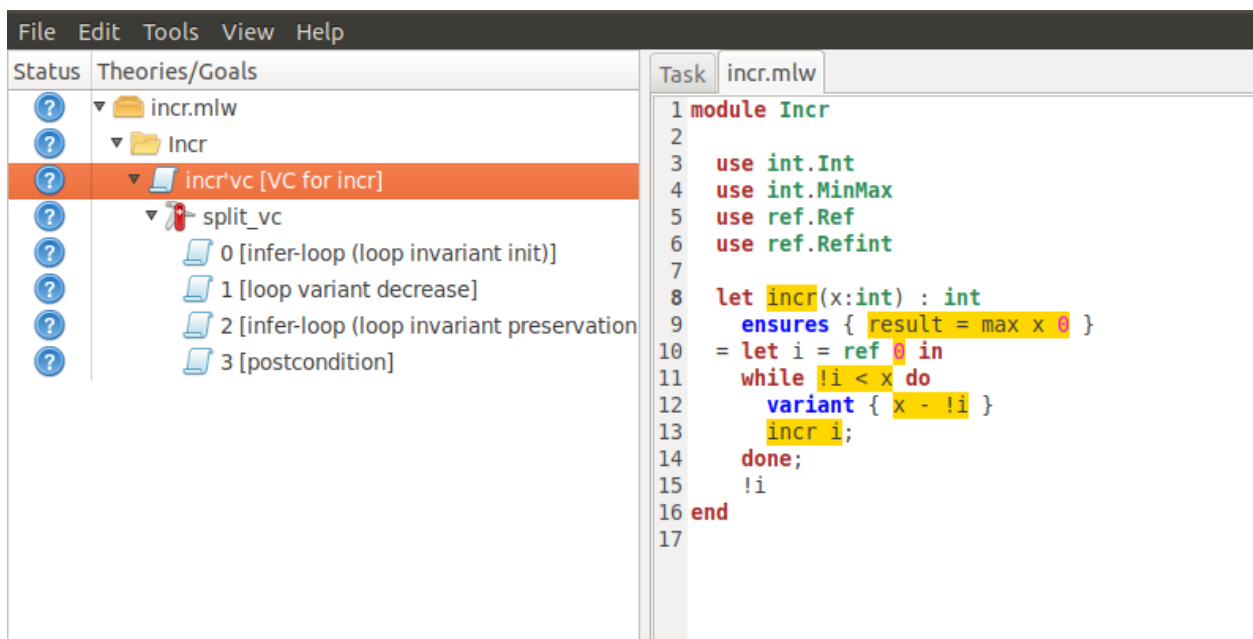 File Edit Tools View Help
Status Theories/Goals
incr.mlw
Incr
incr'vc [VC for incr]
split_vc
0 [infer-loop (loop invariant init)]
1 [loop variant decrease]
2 [infer-loop (loop invariant preservation
3 [postcondition]
Task incr.mlw
1 module Incr
2
3 use int.Int
4 use int.MinMax
5 use ref.Ref
6 use ref.Refint
7
8 let incr(x:int) : int
9 ensures { result = max x 0 }
10 = let i = ref 0 in
11 while !i < x do
12 variant { x - !i }
13 incr i;
14 done;
15 !i
16 end
17